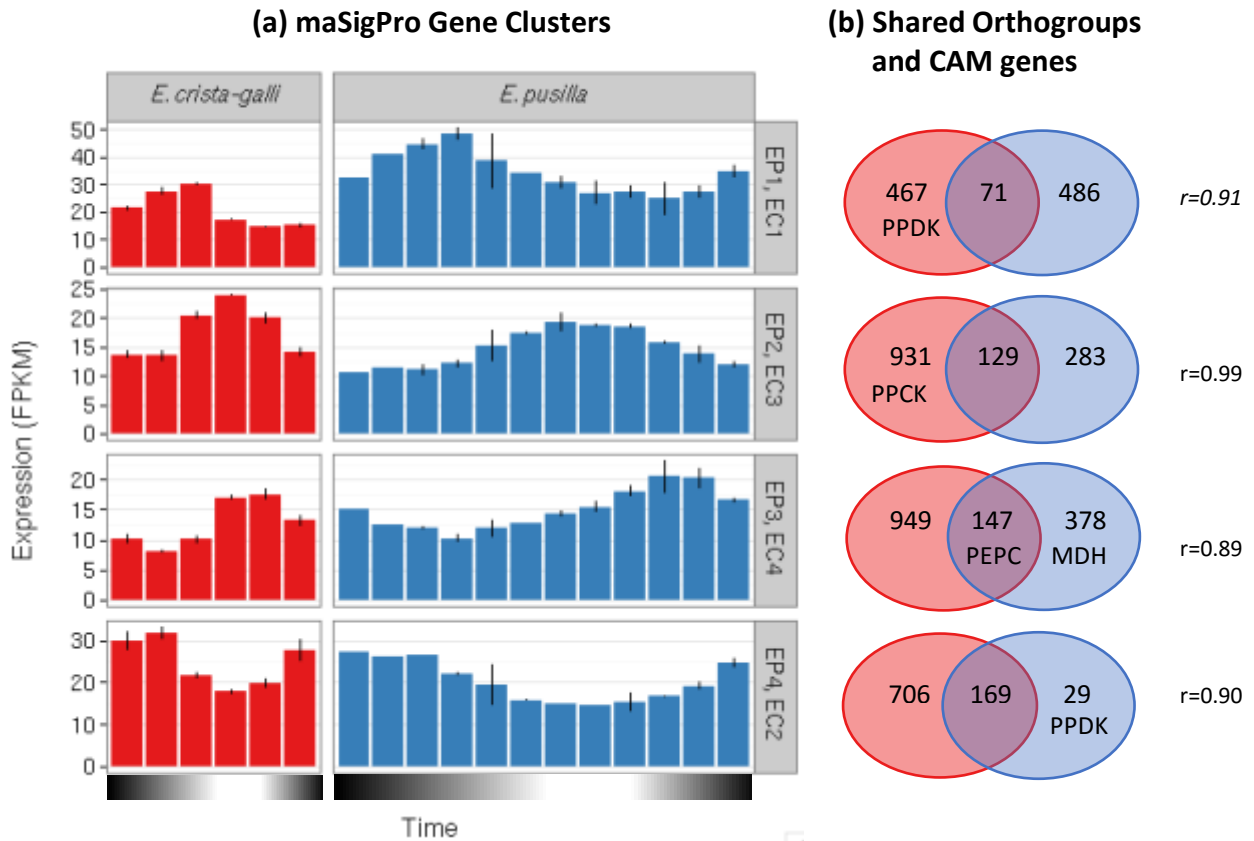 (a) maSigPro Gene Clusters
(b) Shared Orthogroups
and CAM genes
E. crista-galli
E. pusilla
Expression (FPKM)
50
40
30
20
10
0
EP1, EC1
467
71
486
PPDK
r=0.91
25
20
15
10
5
0
EP2, EC3
931
129
283
PPCK
r=0.99
20
15
10
5
0
EP3, EC4
949
147
378
PEPC
MDH
r=0.89
30
20
10
0
EP4, EC2
706
169
29
PPDK
r=0.90
Time